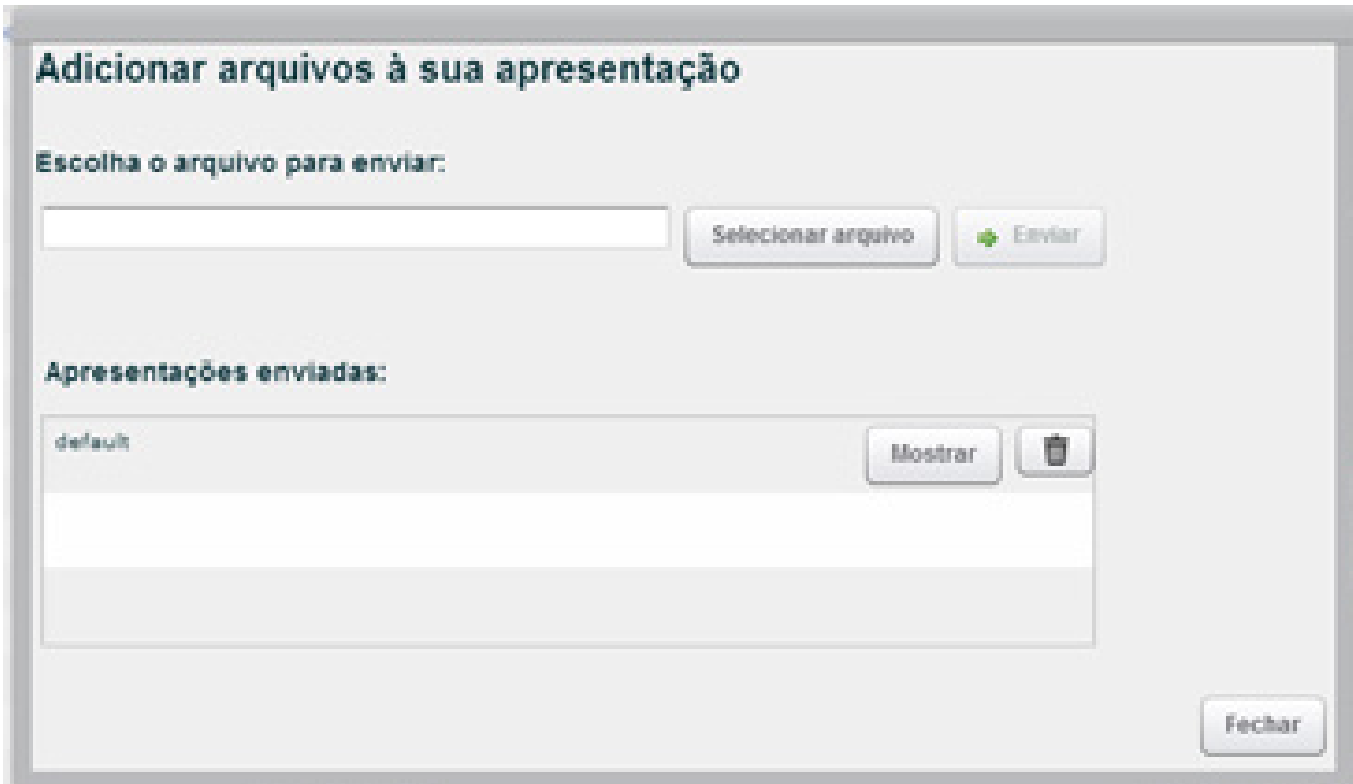 Adicionar arquivos à sua apresentação
Escolha o arquivo para enviar:
Selecionar arquivo
Enviar
Apresentações enviadas:
default
Mostrar
Fechar